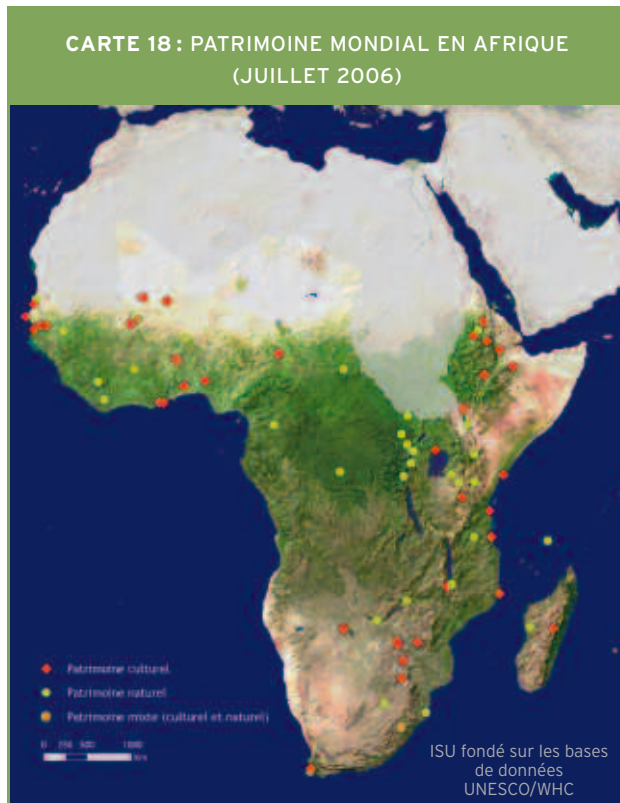 CARTE 18 : PATRIMOINE MONDIAL EN AFRIQUE
(JUILLET 2006)
Patrimoine culturel
Patrimoine naturel
Patrimoine mixte (culturel et naturel)
0 250 500 1000
km
ISU fondé sur les bases
de données
UNESCO/WHC